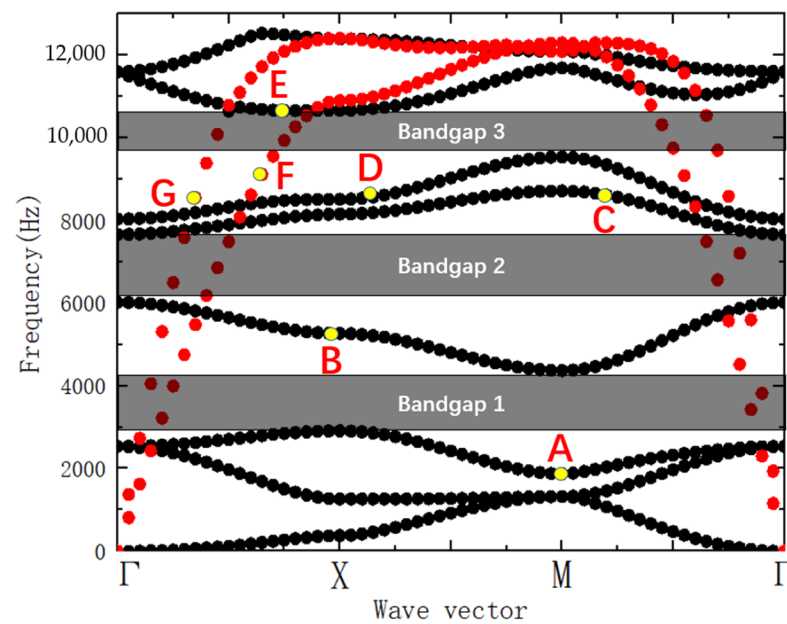 12,000
10,000
8000
6000
4000
2000
0
Frequency(Hz)
E
Bandgap 3
G
F
D
C
Bandgap 2
B
Bandgap 1
A
Γ
X
M
Γ
Wave vector